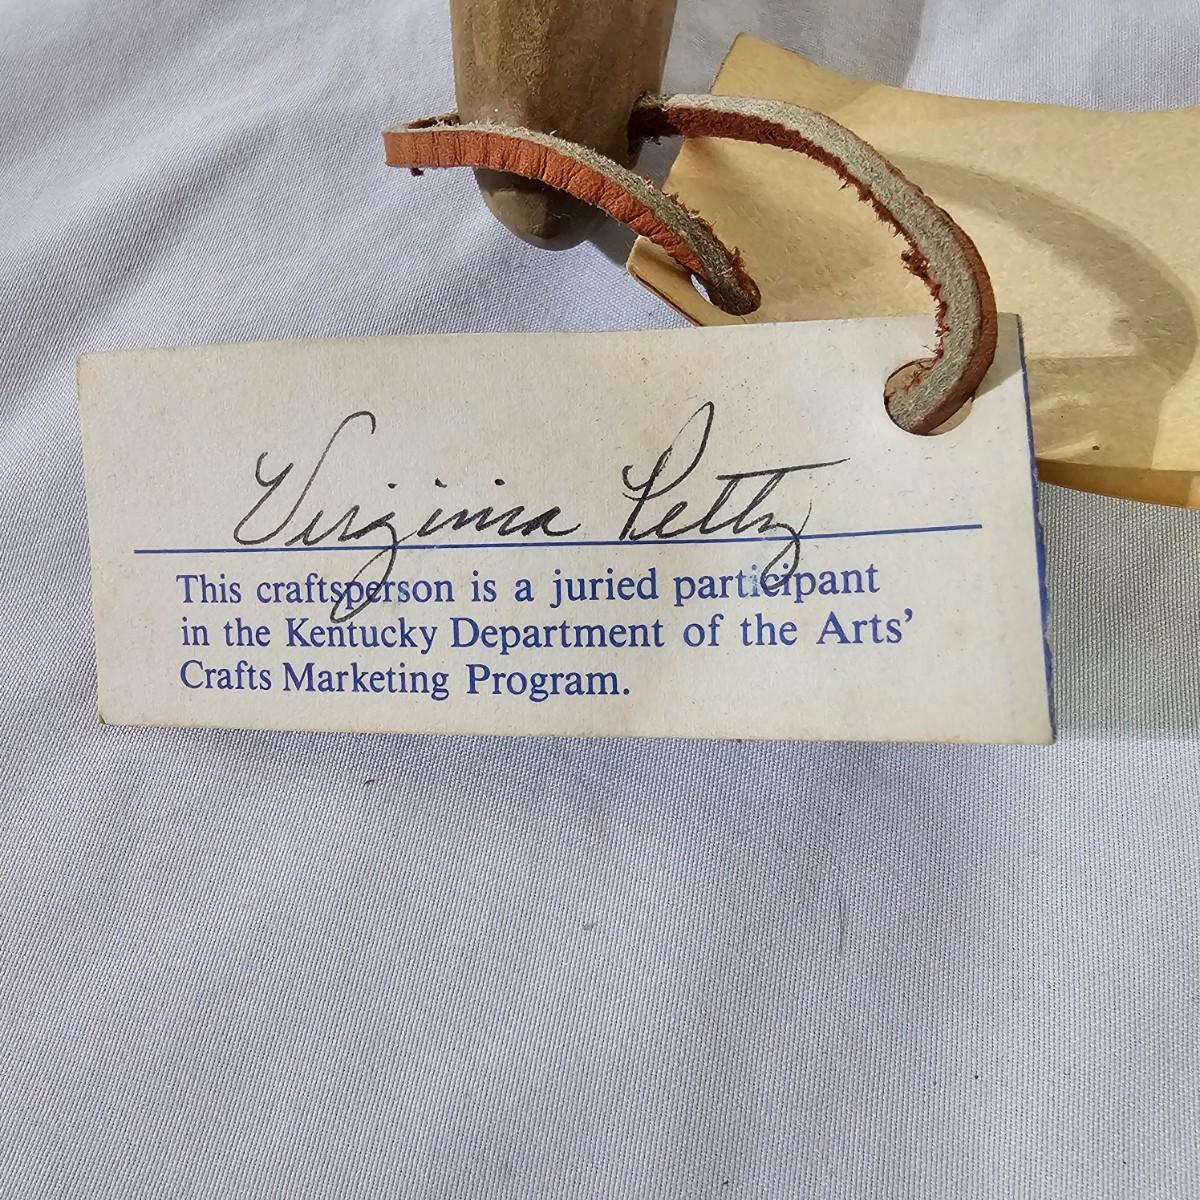 Virginia Petty
This craftsperson is a juried participant
in the Kentucky Department of the Arts’
Crafts Marketing Program.